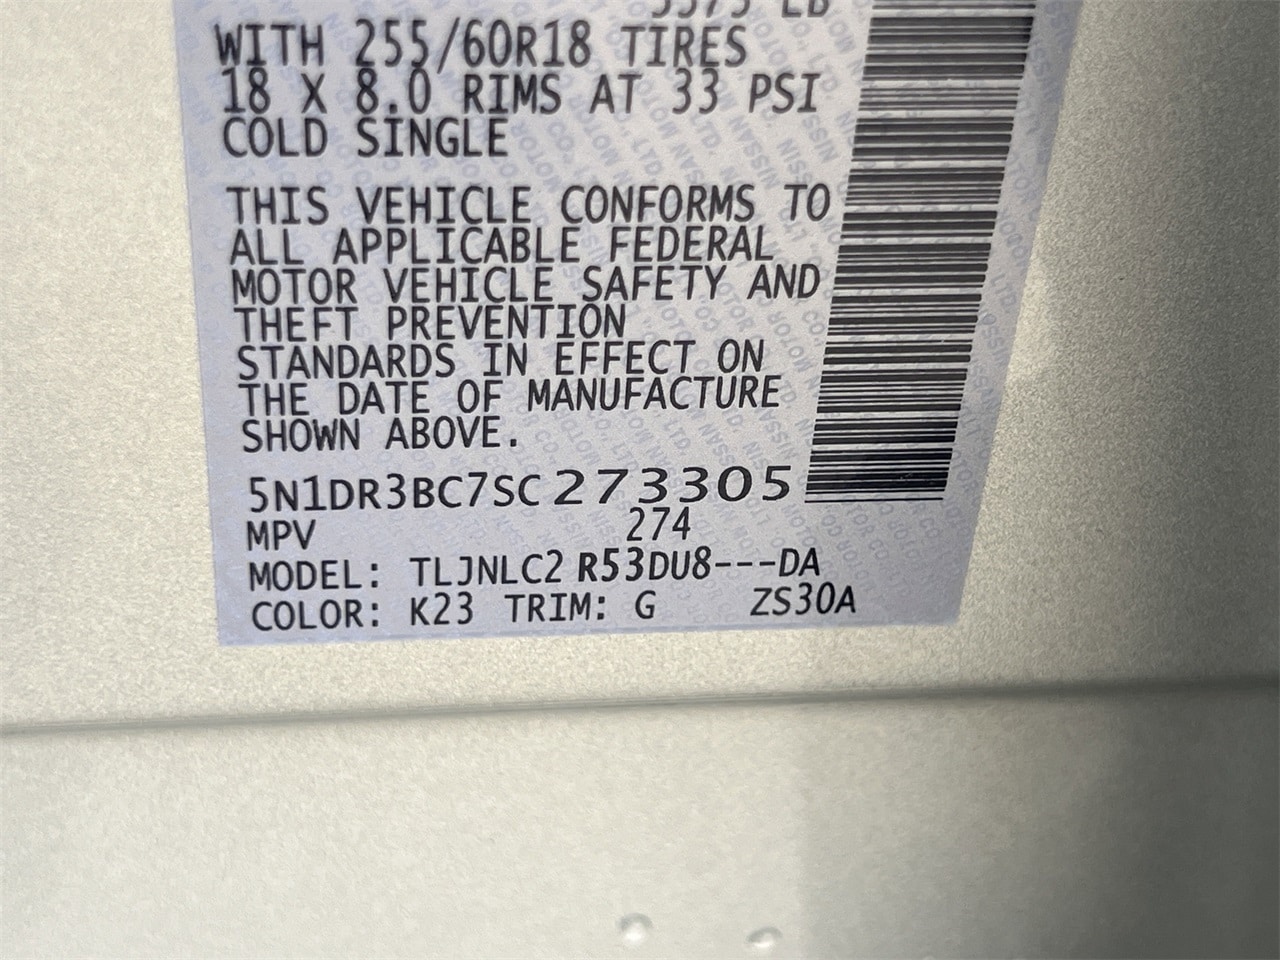 WITH 255/60R18 TIRES
18 X 8.0 RIMS AT 33 PSI
COLD SINGLE
THIS VEHICLE CONFORMS TO
ALL APPLICABLE FEDERAL
MOTOR VEHICLE SAFETY AND
THEFT PREVENTION
STANDARDS IN EFFECT ON
THE DATE OF MANUFACTURE
SHOWN ABOVE.
5N1DR3BC7SC273305
MPV 274
MODEL: TLJNLC2 R53DU8---DA
COLOR: K23 TRIM: G ZS30A